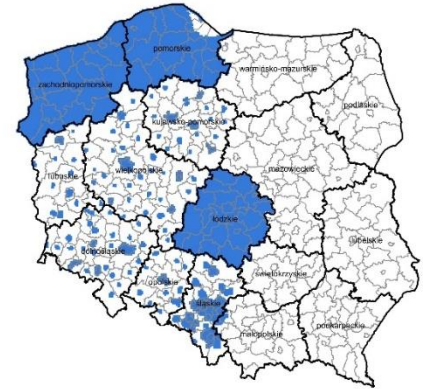 pomorskie
warmińsko-mazurskie
zachodniopomorskie
podlaskie
kujawsko-pomorskie
mazowieckie
wielkopolskie
lubuskie
łódzkie
lubelskie
dolnośląskie
opolskie
świętokrzyskie
śląskie
małopolskie
podkarpackie